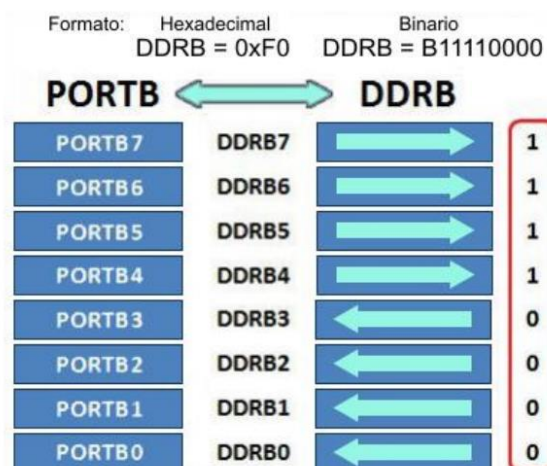 Formato: Hexadecimal Binario
DDRB = 0xF0 DDRB = B11110000
PORTB DDRB
PORTB7 DDRB7 1
PORTB6 DDRB6 1
PORTB5 DDRB5 1
PORTB4 DDRB4 1
PORTB3 DDRB3 0
PORTB2 DDRB2 0
PORTB1 DDRB1 0
PORTB0 DDRB0 0